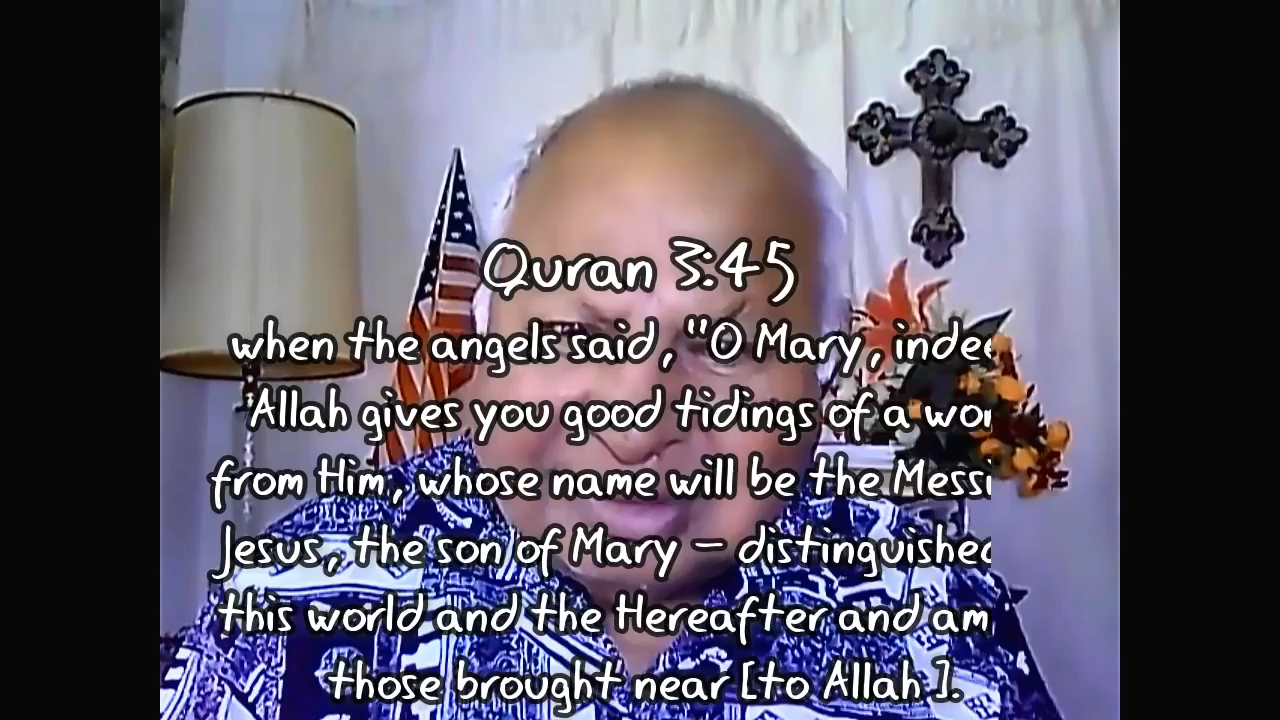 Quran 3:45
when the angels said, "O Mary, indee
Allah gives you good tidings of a wor
from Him, whose name will be the Messi
Jesus, the son of Mary – distinguished
this world and the Hereafter and am
those brought near [to Allah ].